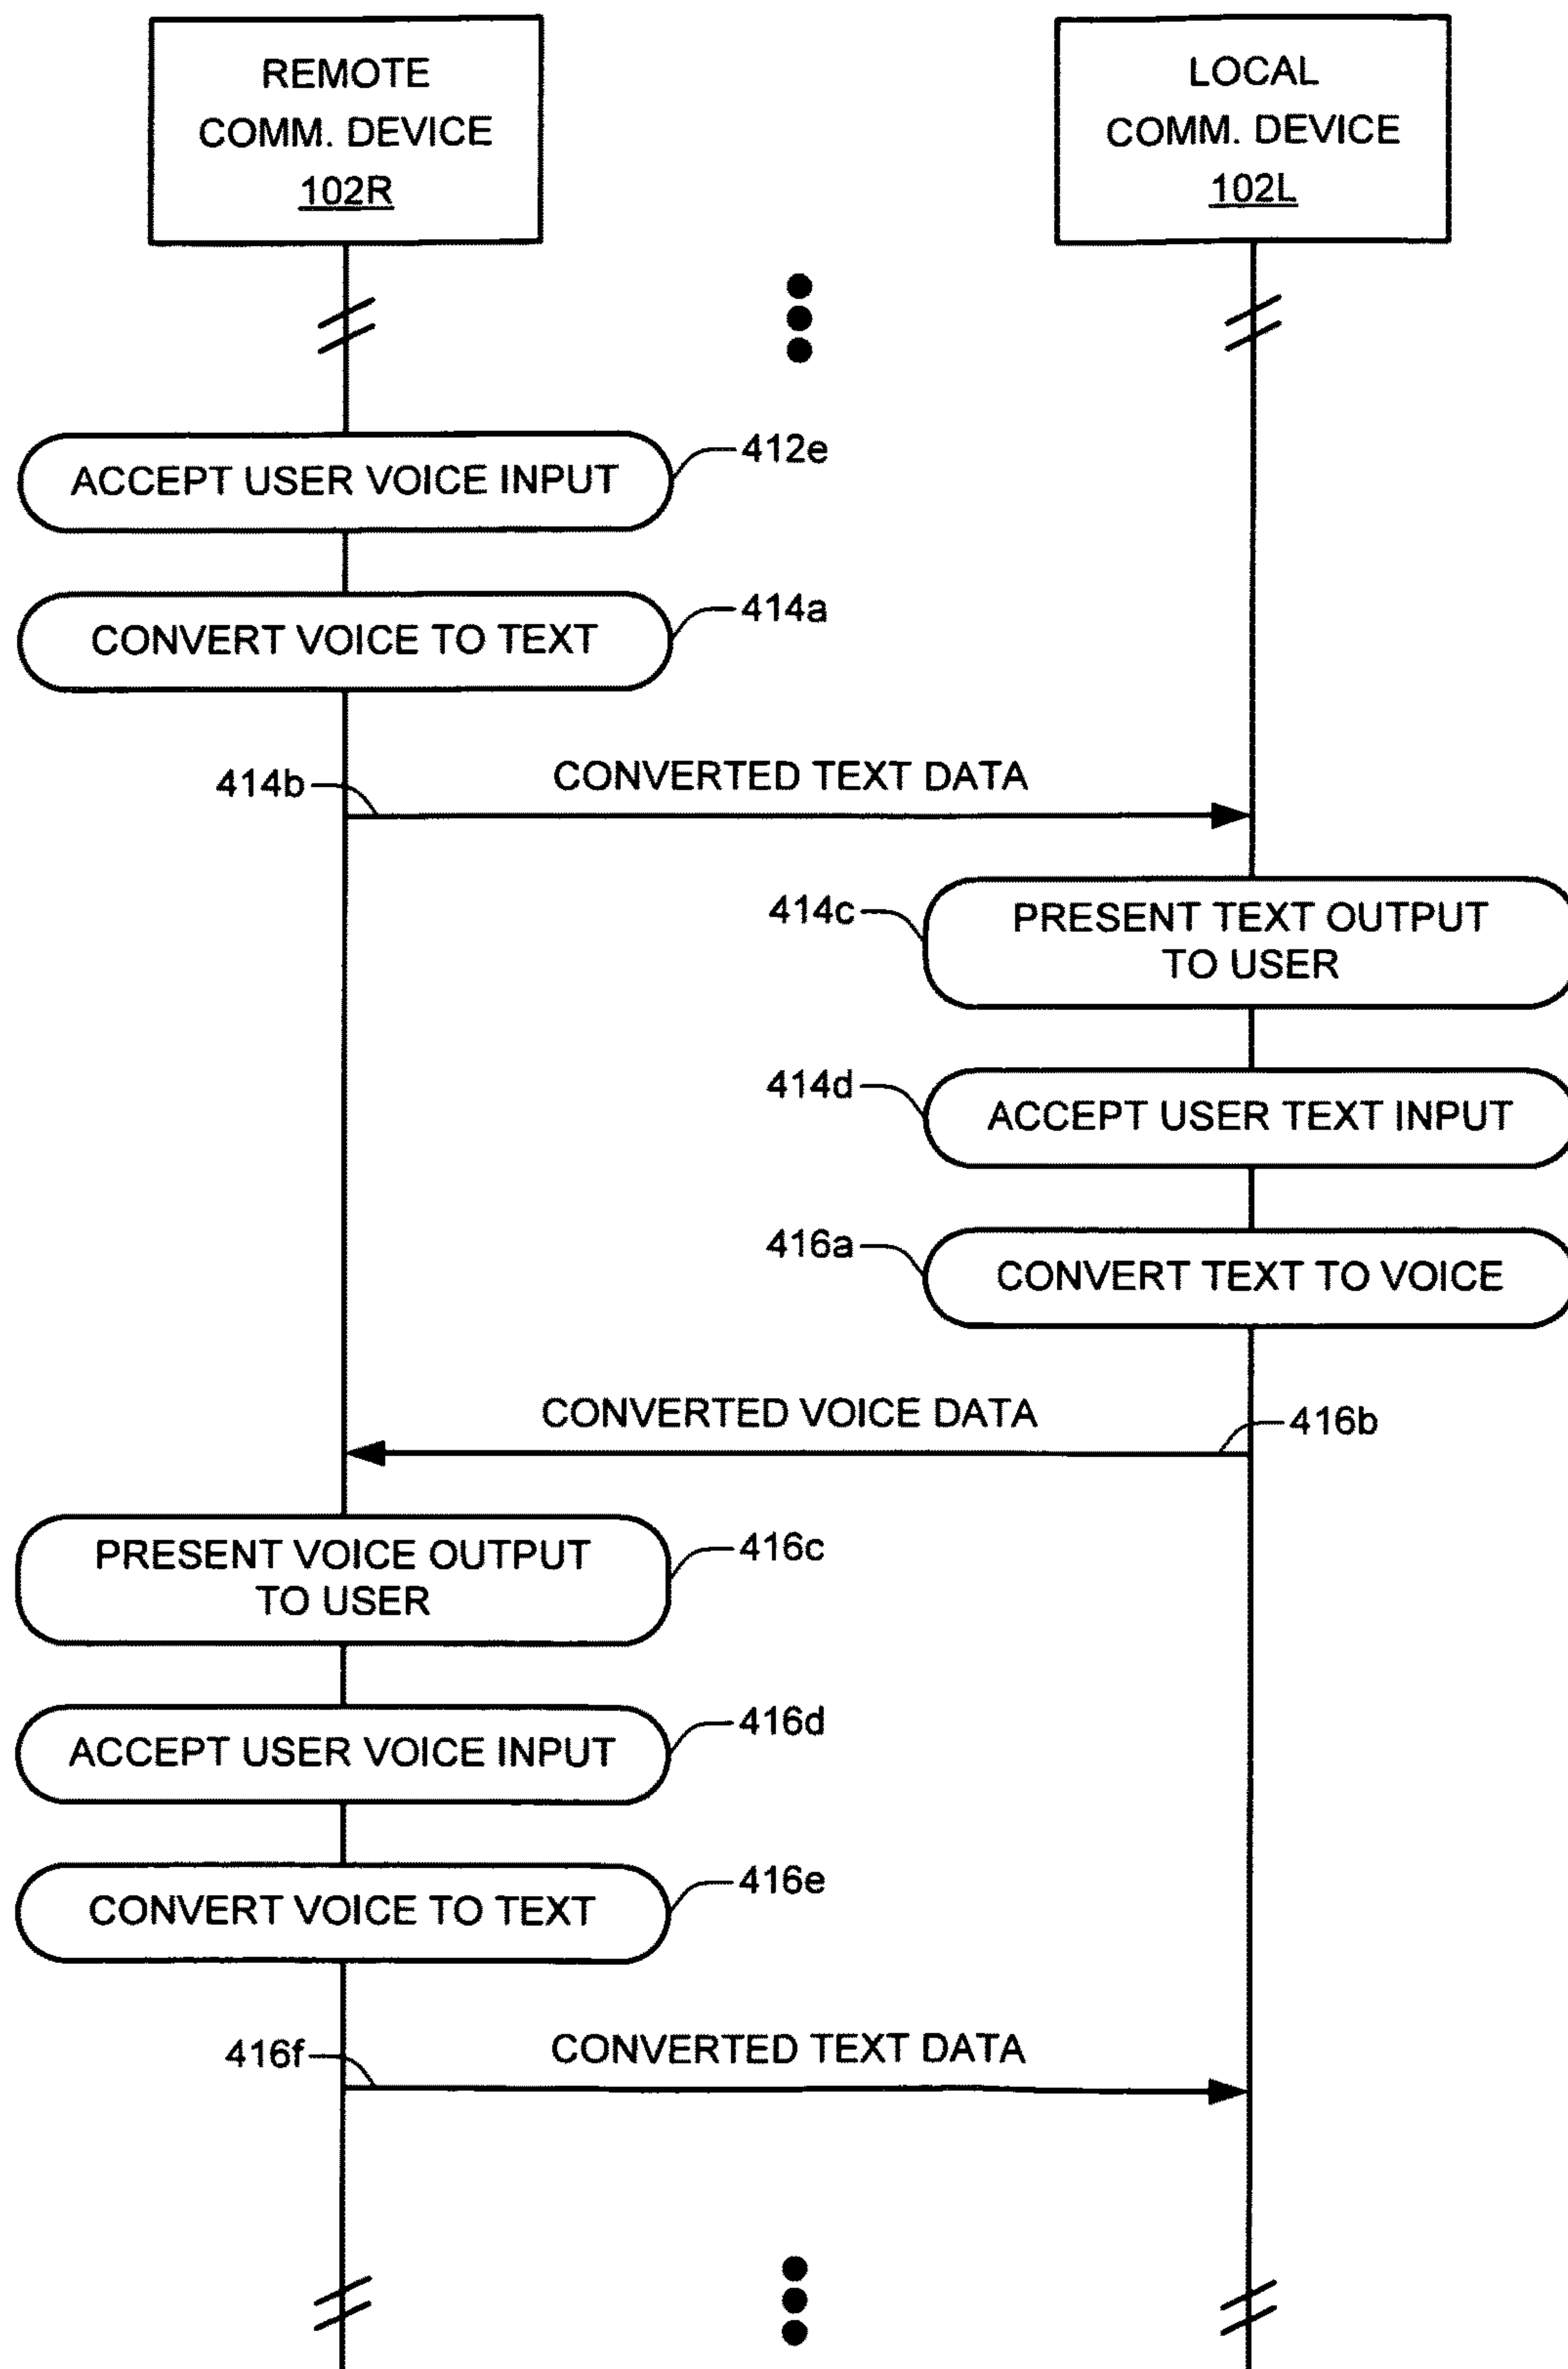 REMOTE
COMM. DEVICE
102R
LOCAL
COMM. DEVICE
102L
ACCEPT USER VOICE INPUT
412e
CONVERT VOICE TO TEXT
414a
414b
CONVERTED TEXT DATA
414c
PRESENT TEXT OUTPUT
TO USER
414d
ACCEPT USER TEXT INPUT
416a
CONVERT TEXT TO VOICE
CONVERTED VOICE DATA
416b
PRESENT VOICE OUTPUT
TO USER
416c
ACCEPT USER VOICE INPUT
416d
CONVERT VOICE TO TEXT
416e
416f
CONVERTED TEXT DATA